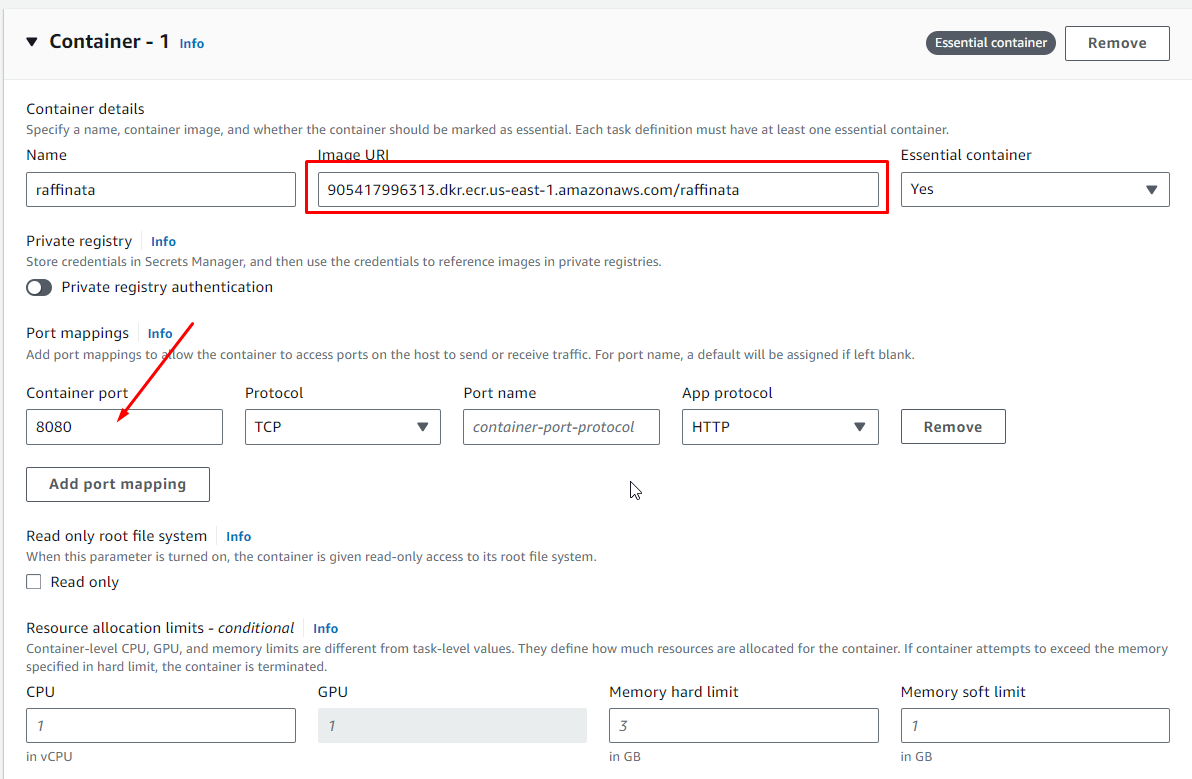 Container - 1 Info Essential container Remove
Container details
Specify a name, container image, and whether the container should be marked as essential. Each task definition must have at least one essential container.
Name Image URI Essential container
raffinata 905417996313.dkr.ecr.us-east-1.amazonaws.com/raffinata Yes
Private registry Info
Store credentials in Secrets Manager, and then use the credentials to reference images in private registries.
Private registry authentication
Port mappings Info
Add port mappings to allow the container to access ports on the host to send or receive traffic. For port name, a default will be assigned if left blank.
Container port Protocol Port name App protocol
8080 TCP container-port-protocol HTTP Remove
Add port mapping
Read only root file system Info
When this parameter is turned on, the container is given read-only access to its root file system.
Read only
Resource allocation limits - conditional Info
Container-level CPU, GPU, and memory limits are different from task-level values. They define how much resources are allocated for the container. If container attempts to exceed the memory
specified in hard limit, the container is terminated.
CPU GPU Memory hard limit Memory soft limit
1 1 3 1
in vCPU in GB in GB